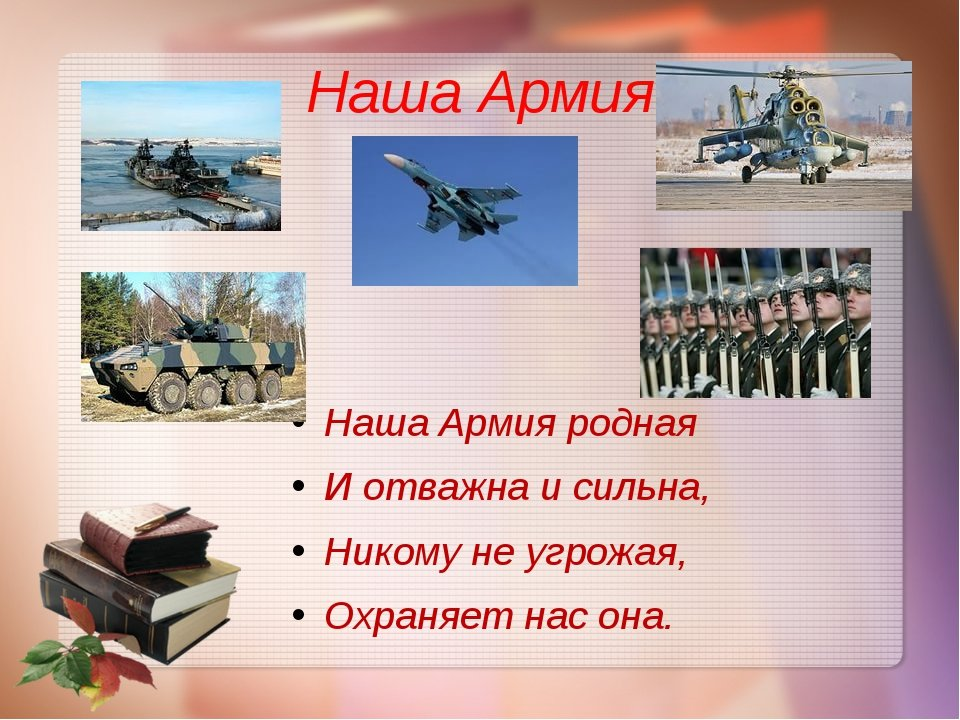 Наша Армия
Наша Армия родная
И отважна и сильна,
Никому не угрожая,
Охраняет нас она.